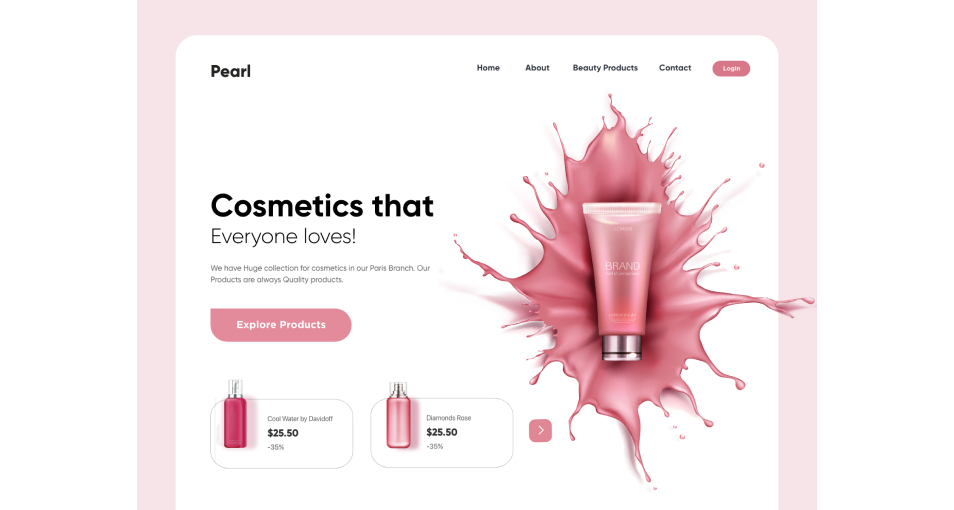 Pearl
Home About Beauty Products Contact Login
Cosmetics that
Everyone loves!
We have Huge collection for cosmetics in our Paris Branch. Our
Products are always Quality products.
Explore Products
BRAND
Cool Water by Davidoff
$25.50
-35%
Diamonds Rose
$25.50
-35%